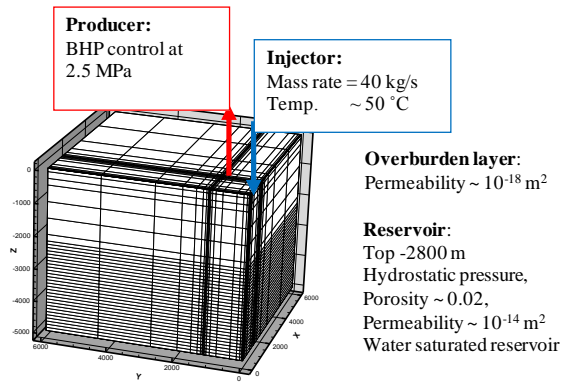 Producer:
BHP control at
2.5 MPa
Injector:
Mass rate = 40 kg/s
Temp. ~ 50 ˚C
Overburden layer:
Permeability ~ 10⁻¹⁸ m²
Reservoir:
Top -2800 m
Hydrostatic pressure,
Porosity ~ 0.02,
Permeability ~ 10⁻¹⁴ m²
Water saturated reservoir
0
-1000
-2000
-3000
-4000
-5000
Z
6000
4000
2000
0
Y
0
2000
4000
6000
X